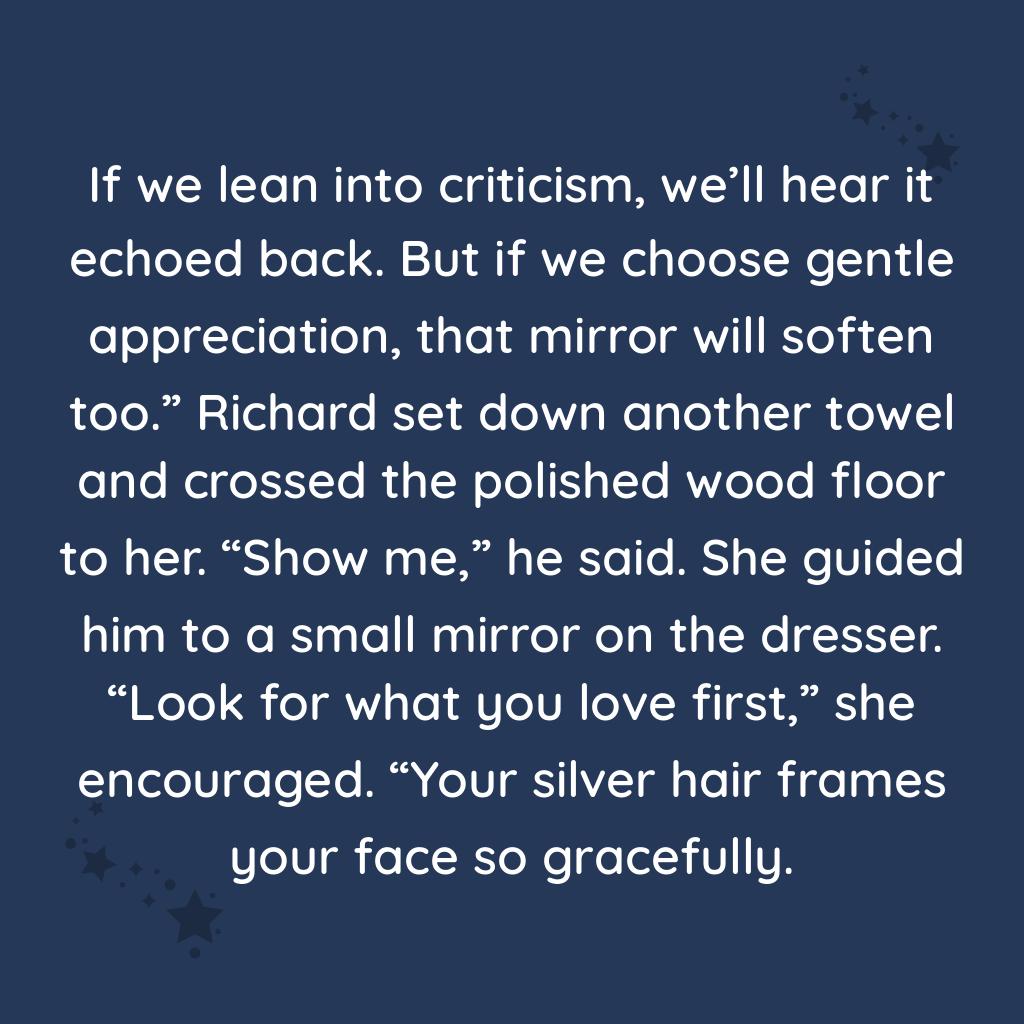 If we lean into criticism, we’ll hear it
echoed back. But if we choose gentle
appreciation, that mirror will soften
too.” Richard set down another towel
and crossed the polished wood floor
to her. “Show me,” he said. She guided
him to a small mirror on the dresser.
“Look for what you love first,” she
encouraged. “Your silver hair frames
your face so gracefully.